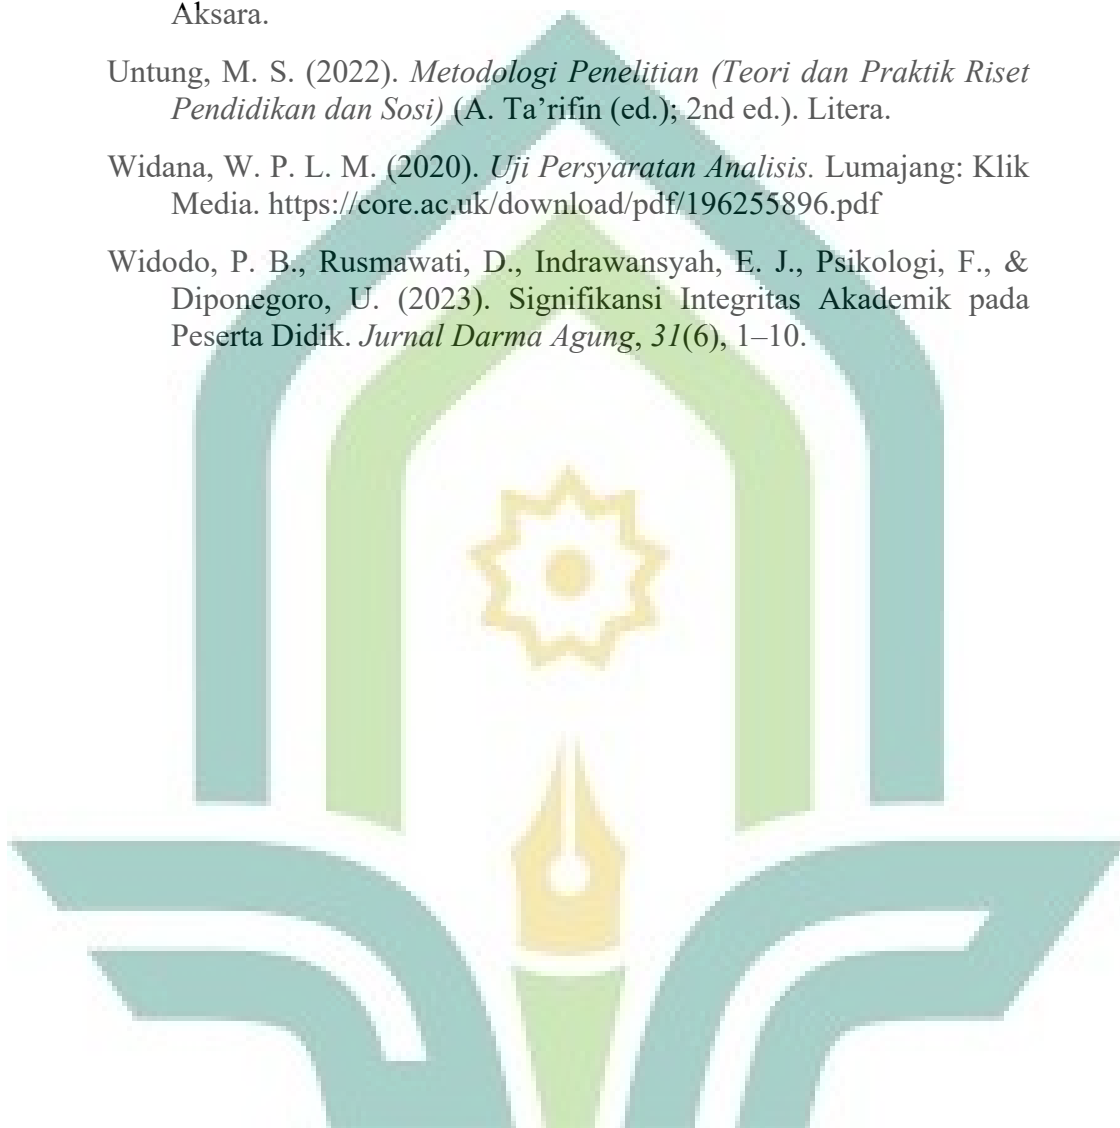 Aksara.
Untung, M. S. (2022). Metodologi Penelitian (Teori dan Praktik Riset
Pendidikan dan Sosi) (A. Ta’rifin (ed.); 2nd ed.). Litera.
Widana, W. P. L. M. (2020). Uji Persyaratan Analisis. Lumajang: Klik
Media. https://core.ac.uk/download/pdf/196255896.pdf
Widodo, P. B., Rusmawati, D., Indrawansyah, E. J., Psikologi, F., &
Diponegoro, U. (2023). Signifikansi Integritas Akademik pada
Peserta Didik. Jurnal Darma Agung, 31(6), 1–10.